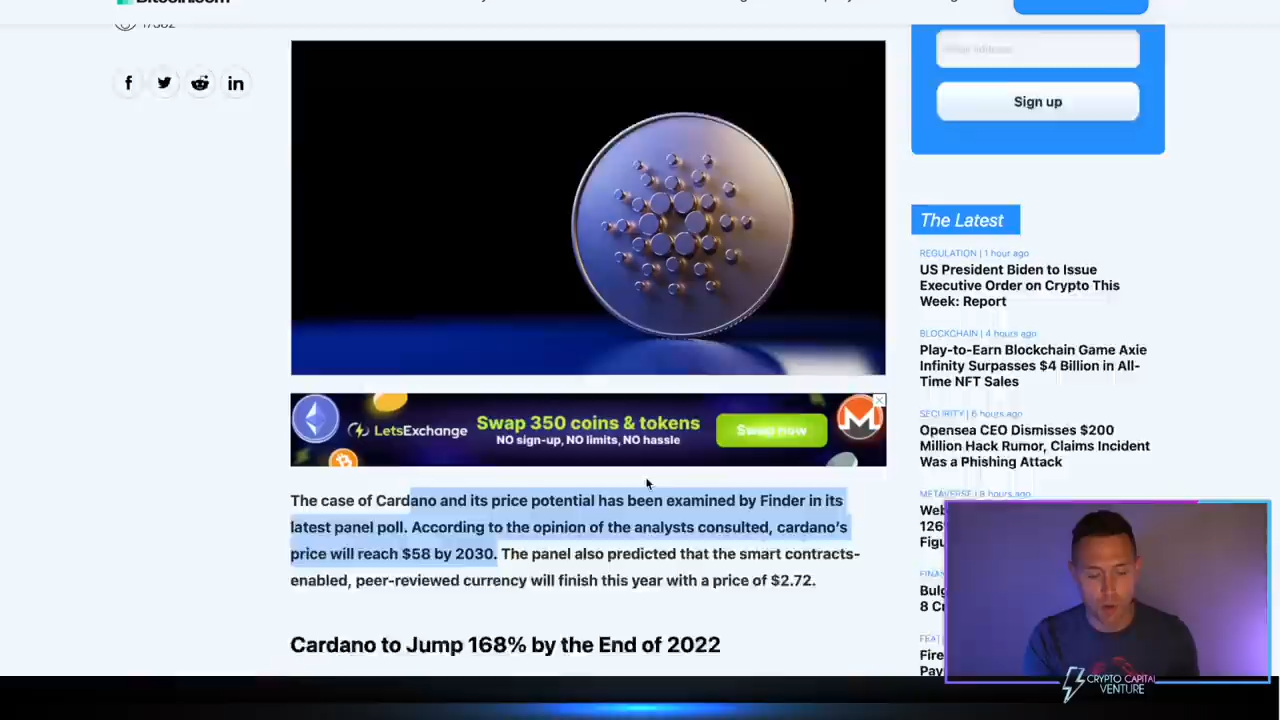 Bitcoin.com
17382
Sign up
The Latest
REGULATION | 1 hour ago
US President Biden to Issue
Executive Order on Crypto This
Week: Report
BLOCKCHAIN | 4 hours ago
Play-to-Earn Blockchain Game Axie
Infinity Surpasses $4 Billion in All-
Time NFT Sales
SECURITY | 6 hours ago
Opensea CEO Dismisses $200
Million Hack Rumor, Claims Incident
Was a Phishing Attack
METAVERSE | 8 hours ago
LetsExchange
Swap 350 coins & tokens
NO sign-up, NO limits, NO hassle
Swap now
The case of Cardano and its price potential has been examined by Finder in its
latest panel poll. According to the opinion of the analysts consulted, cardano's
price will reach $58 by 2030. The panel also predicted that the smart contracts-
enabled, peer-reviewed currency will finish this year with a price of $2.72.
Cardano to Jump 168% by the End of 2022
CRYPTO CAPITAL
VENTURE